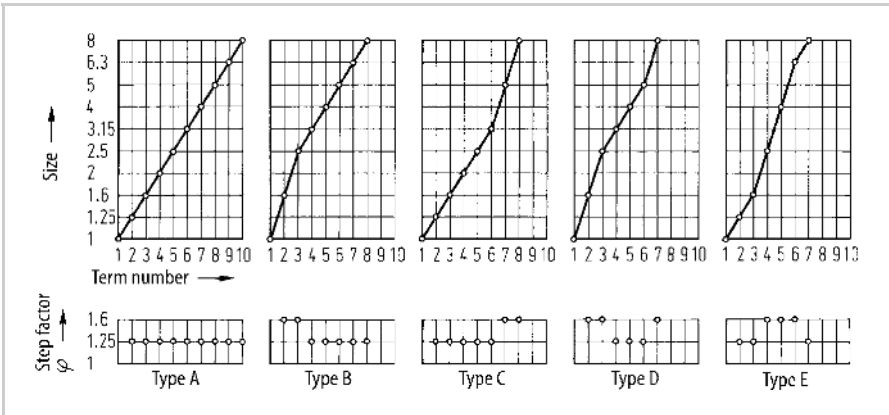 8
6.3
5
4
3.15
2.5
2
1.6
1.25
1
Size
1 2 3 4 5 6 7 8 9 10 1 2 3 4 5 6 7 8 9 10 1 2 3 4 5 6 7 8 9 10 1 2 3 4 5 6 7 8 9 10 1 2 3 4 5 6 7 8 9 10
Term number
Step factor
φ
1.6
1.25
1
Type A Type B Type C Type D Type E